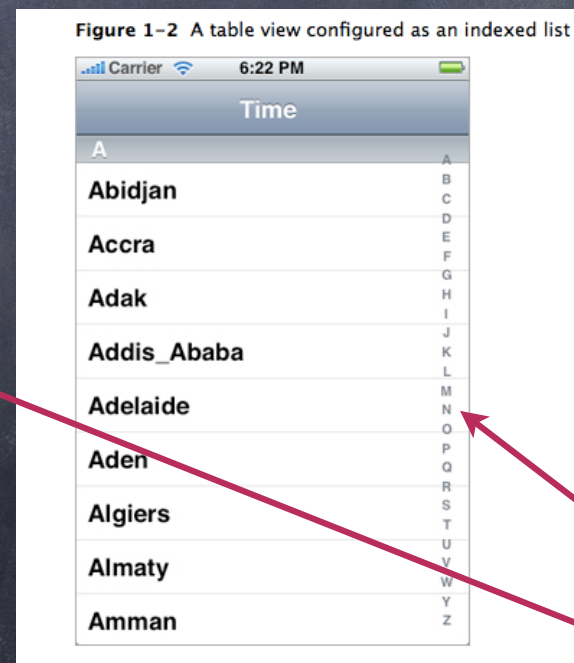 Figure 1-2 A table view configured as an indexed list
Carrier 6:22 PM
Time
A
Abidjan
Accra
Adak
Addis_Ababa
Adelaide
Aden
Algiers
Almaty
Amman
A
B
C
D
E
F
G
H
I
J
K
L
M
N
O
P
Q
R
S
T
U
V
W
Y
Z